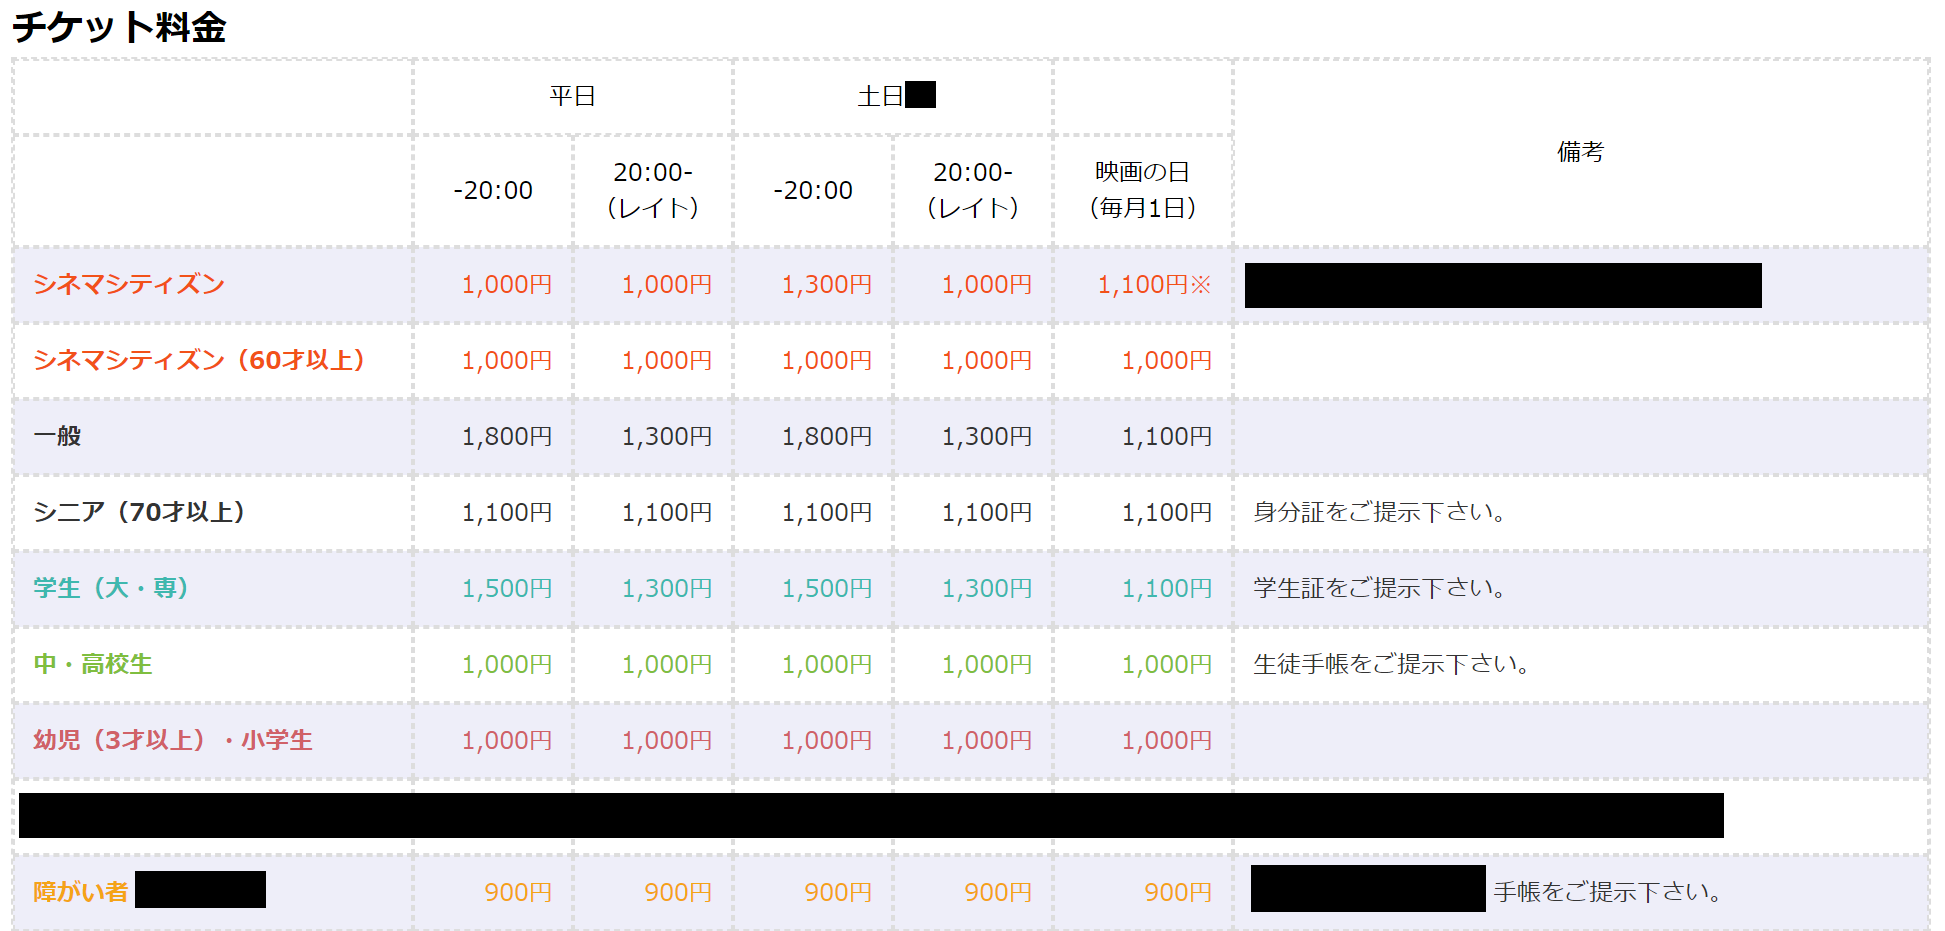 チケット料金
平日 土日
備考
-20:00 20:00- -20:00 20:00- 映画の日
（レイト） （レイト） （毎月1日）
シネマシティズン 1,000円 1,000円 1,300円 1,000円 1,100円※
シネマシティズン（60才以上） 1,000円 1,000円 1,000円 1,000円 1,000円
一般 1,800円 1,300円 1,800円 1,300円 1,100円
シニア（70才以上） 1,100円 1,100円 1,100円 1,100円 1,100円 身分証をご提示下さい。
学生（大・専） 1,500円 1,300円 1,500円 1,300円 1,100円 学生証をご提示下さい。
中・高校生 1,000円 1,000円 1,000円 1,000円 1,000円 生徒手帳をご提示下さい。
幼児（3才以上）・小学生 1,000円 1,000円 1,000円 1,000円 1,000円
障がい者 900円 900円 900円 900円 900円 手帳をご提示下さい。